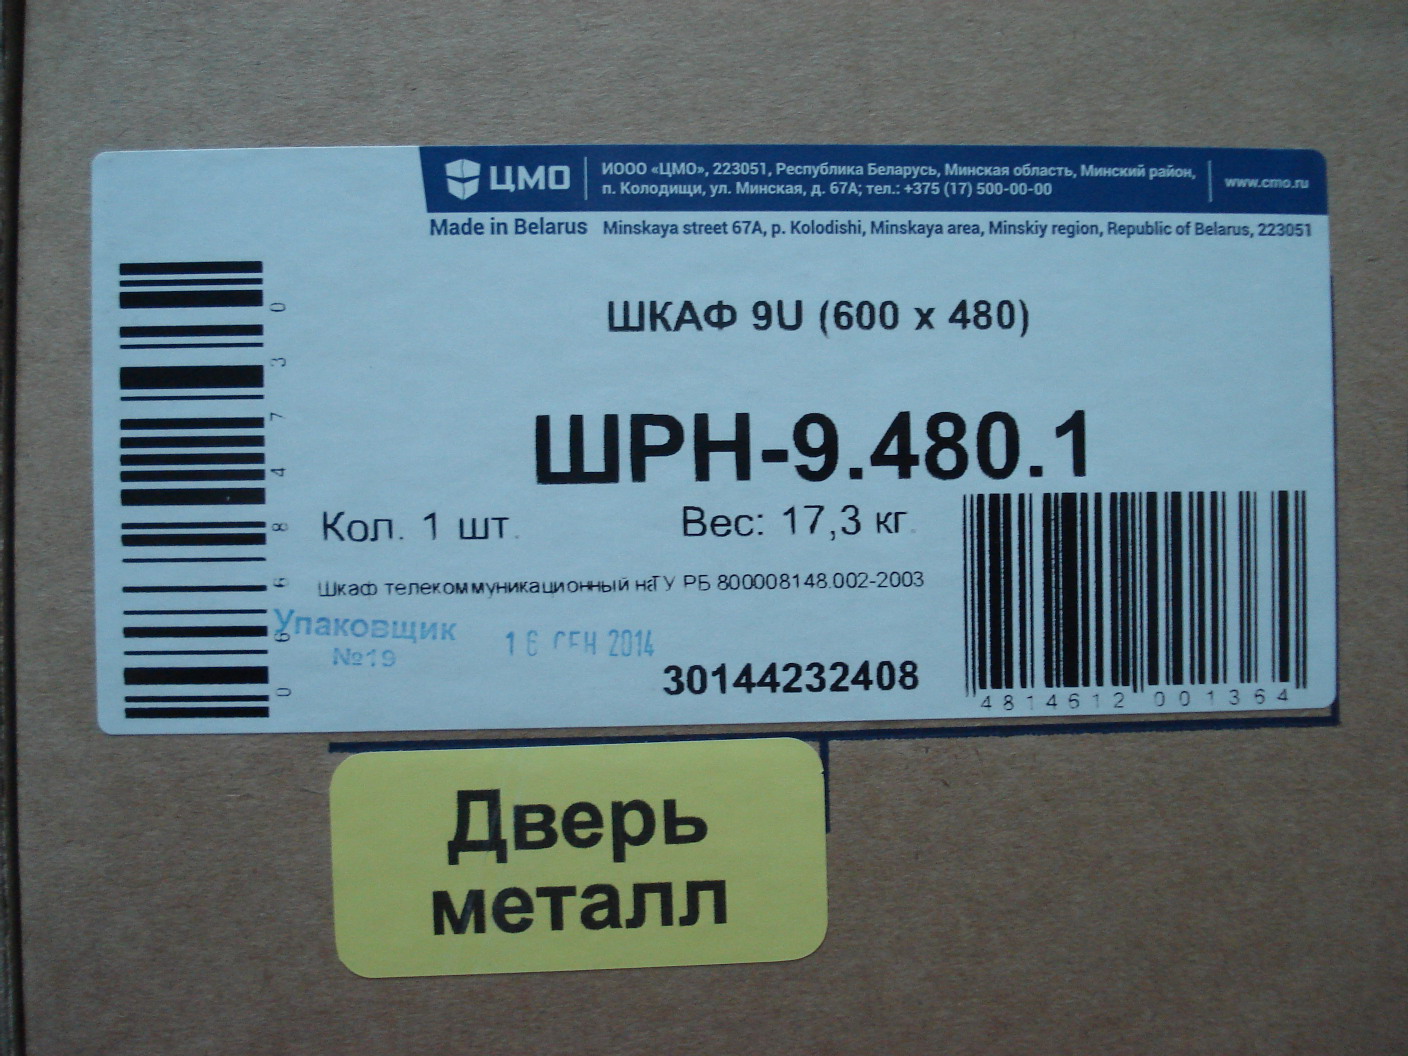 ЦМО
ИООО «ЦМО», 223051, Республика Беларусь, Минская область, Минский район,
п. Колодищи, ул. Минская, д. 67А; тел.: +375 (17) 500-00-00
www.cmo.ru
Made in Belarus Minskaya street 67A, p. Kolodishi, Minskaya area, Minskiy region, Republic of Belarus, 223051
ШКАФ 9U (600 x 480)
ШРН-9.480.1
Кол. 1 шт.
Вес: 17,3 кг.
Шкаф телекоммуникационный на ТУ РБ 800008148.002-2003
Упаковщик
№19
16 СЕН 2014
30144232408
4814612 001364
Дверь
металл